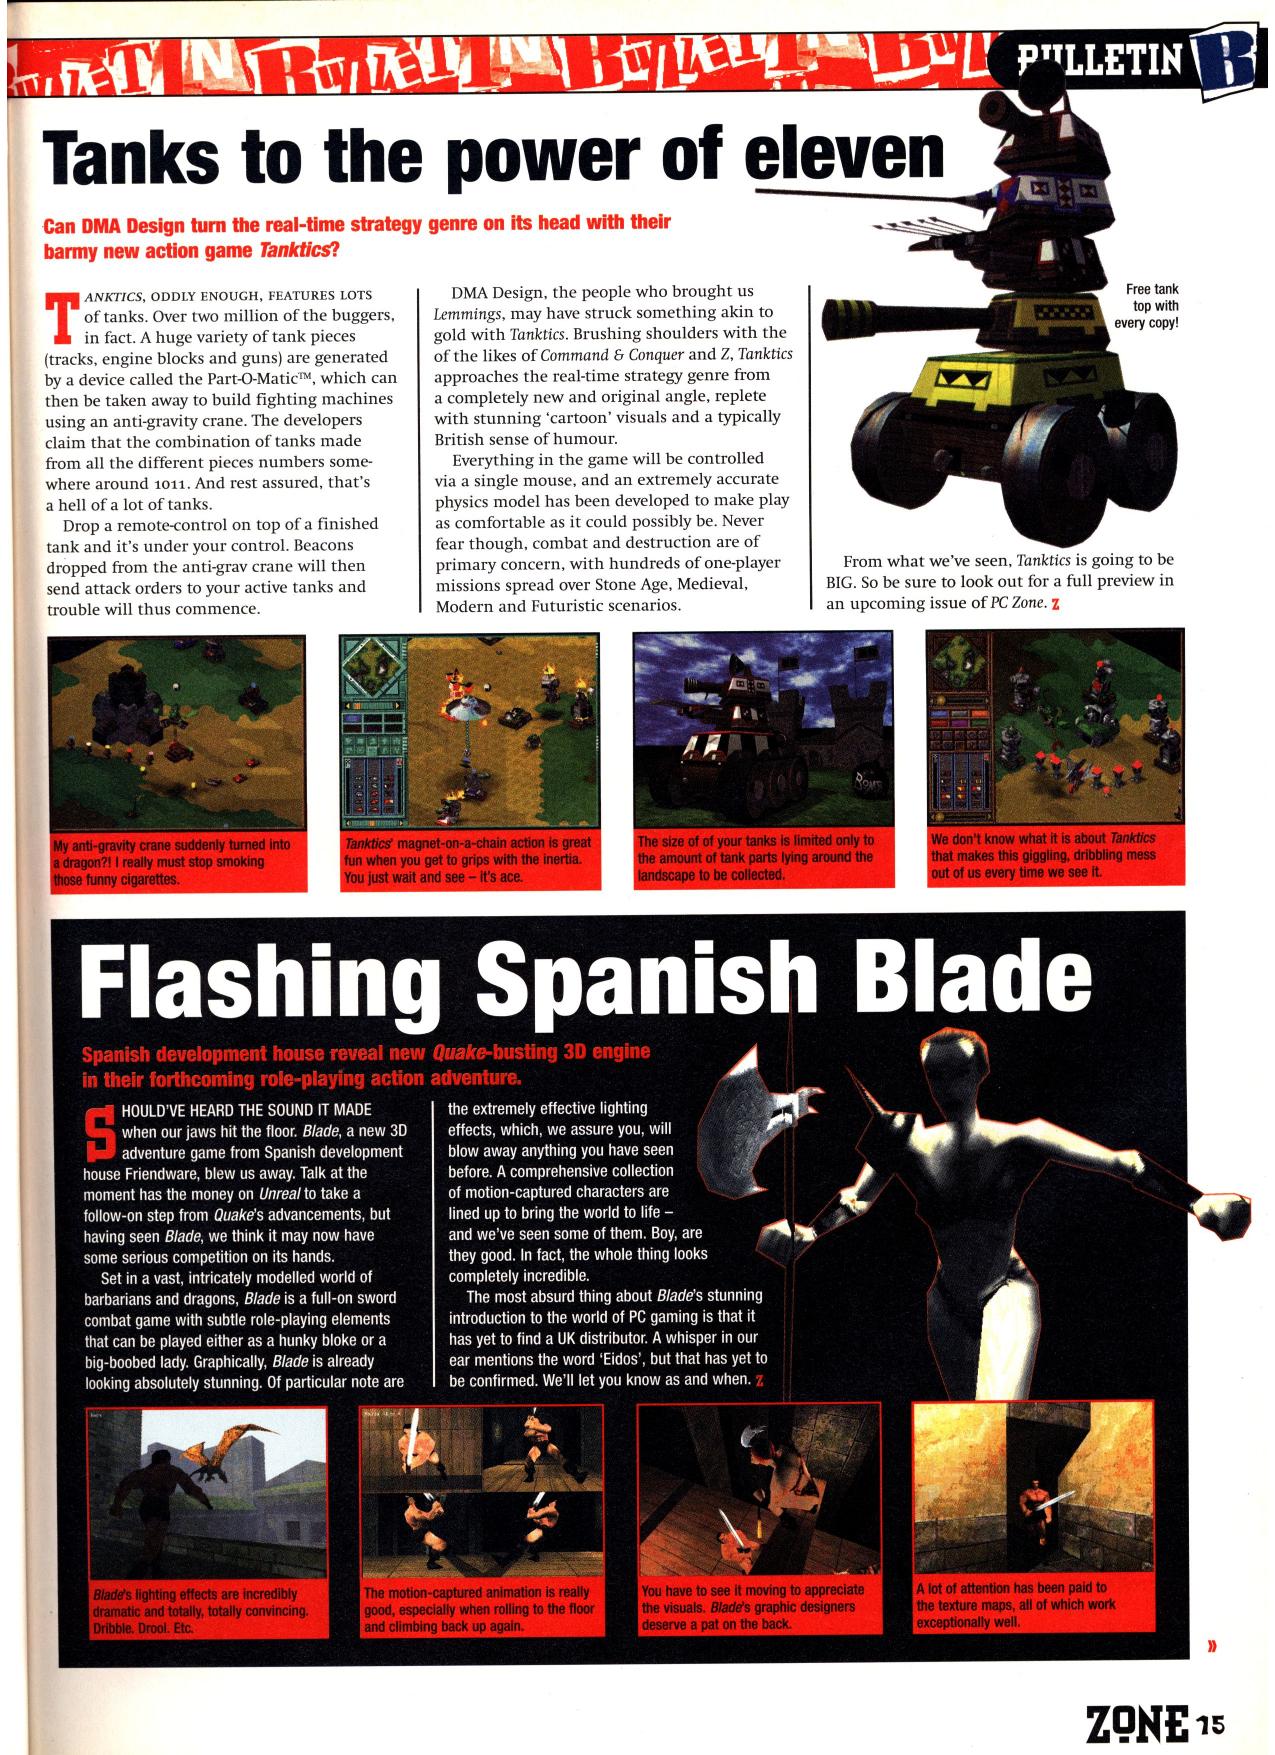 BULLETIN BULLETIN BULLETIN BUL
BULLETIN B
Tanks to the power of eleven
Can DMA Design turn the real-time strategy genre on its head with their
barmy new action game Tanktics?
TANKTICS, ODDLY ENOUGH, FEATURES LOTS
of tanks. Over two million of the buggers,
in fact. A huge variety of tank pieces
(tracks, engine blocks and guns) are generated
by a device called the Part-O-Matic™, which can
then be taken away to build fighting machines
using an anti-gravity crane. The developers
claim that the combination of tanks made
from all the different pieces numbers some-
where around 1011. And rest assured, that's
a hell of a lot of tanks.
Drop a remote-control on top of a finished
tank and it's under your control. Beacons
dropped from the anti-grav crane will then
send attack orders to your active tanks and
trouble will thus commence.
DMA Design, the people who brought us
Lemmings, may have struck something akin to
gold with Tanktics. Brushing shoulders with the
of the likes of Command & Conquer and Z, Tanktics
approaches the real-time strategy genre from
a completely new and original angle, replete
with stunning 'cartoon' visuals and a typically
British sense of humour.
Everything in the game will be controlled
via a single mouse, and an extremely accurate
physics model has been developed to make play
as comfortable as it could possibly be. Never
fear though, combat and destruction are of
primary concern, with hundreds of one-player
missions spread over Stone Age, Medieval,
Modern and Futuristic scenarios.
Free tank
top with
every copy!
From what we've seen, Tanktics is going to be
BIG. So be sure to look out for a full preview in
an upcoming issue of PC Zone. Z
BOMB
My anti-gravity crane suddenly turned into
a dragon?! I really must stop smoking
those funny cigarettes.
Tanktics' magnet-on-a-chain action is great
fun when you get to grips with the inertia.
You just wait and see – it's ace.
The size of of your tanks is limited only to
the amount of tank parts lying around the
landscape to be collected.
We don't know what it is about Tanktics
that makes this giggling, dribbling mess
out of us every time we see it.
Flashing Spanish Blade
Spanish development house reveal new Quake-busting 3D engine
in their forthcoming role-playing action adventure.
SHOULD'VE HEARD THE SOUND IT MADE
when our jaws hit the floor. Blade, a new 3D
adventure game from Spanish development
house Friendware, blew us away. Talk at the
moment has the money on Unreal to take a
follow-on step from Quake's advancements, but
having seen Blade, we think it may now have
some serious competition on its hands.
Set in a vast, intricately modelled world of
barbarians and dragons, Blade is a full-on sword
combat game with subtle role-playing elements
that can be played either as a hunky bloke or a
big-boobed lady. Graphically, Blade is already
looking absolutely stunning. Of particular note are
the extremely effective lighting
effects, which, we assure you, will
blow away anything you have seen
before. A comprehensive collection
of motion-captured characters are
lined up to bring the world to life –
and we've seen some of them. Boy, are
they good. In fact, the whole thing looks
completely incredible.
The most absurd thing about Blade's stunning
introduction to the world of PC gaming is that it
has yet to find a UK distributor. A whisper in our
ear mentions the word 'Eidos', but that has yet to
be confirmed. We'll let you know as and when. Z
Blade's lighting effects are incredibly
dramatic and totally, totally convincing.
Dribble. Drool. Etc.
The motion-captured animation is really
good, especially when rolling to the floor
and climbing back up again.
You have to see it moving to appreciate
the visuals. Blade's graphic designers
deserve a pat on the back.
A lot of attention has been paid to
the texture maps, all of which work
exceptionally well.
»
ZONE 15